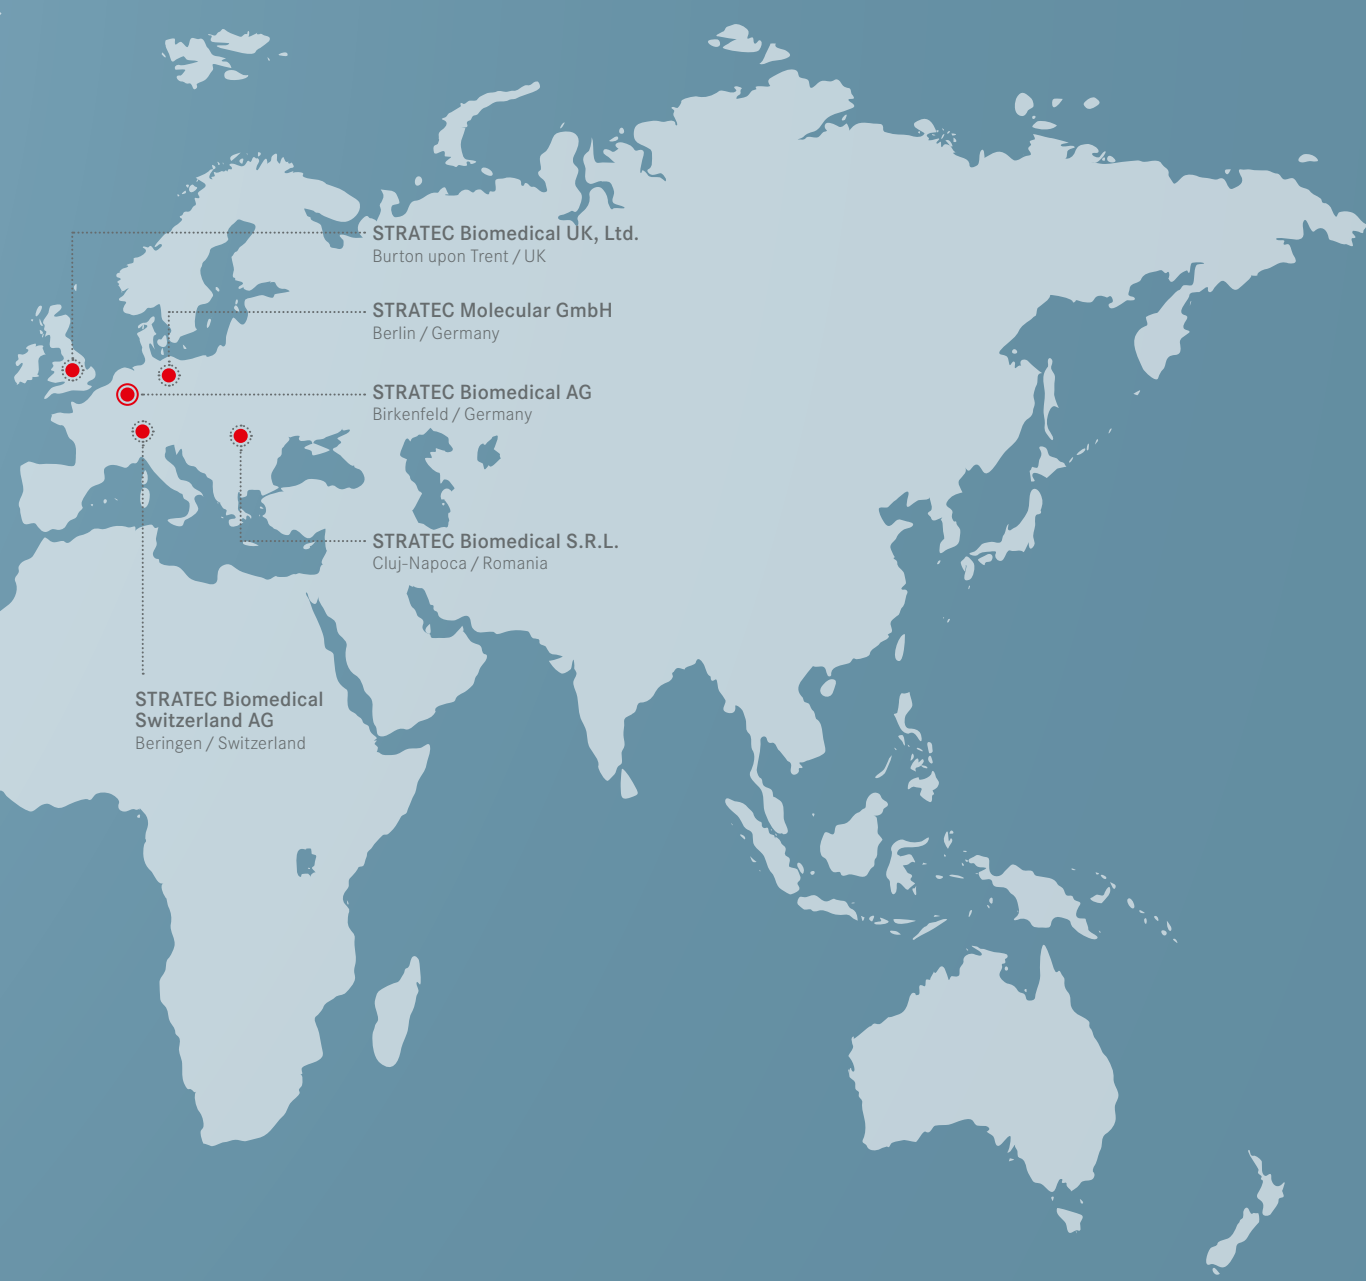 STRATEC Biomedical UK, Ltd.
Burton upon Trent / UK
STRATEC Molecular GmbH
Berlin / Germany
STRATEC Biomedical AG
Birkenfeld / Germany
STRATEC Biomedical S.R.L.
Cluj-Napoca / Romania
STRATEC Biomedical
Switzerland AG
Beringen / Switzerland